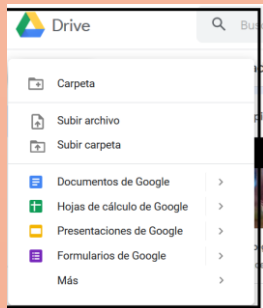 Drive
Bus
Carpeta
Subir archivo
Subir carpeta
Documentos de Google
Hojas de cálculo de Google
Presentaciones de Google
Formularios de Google
Más